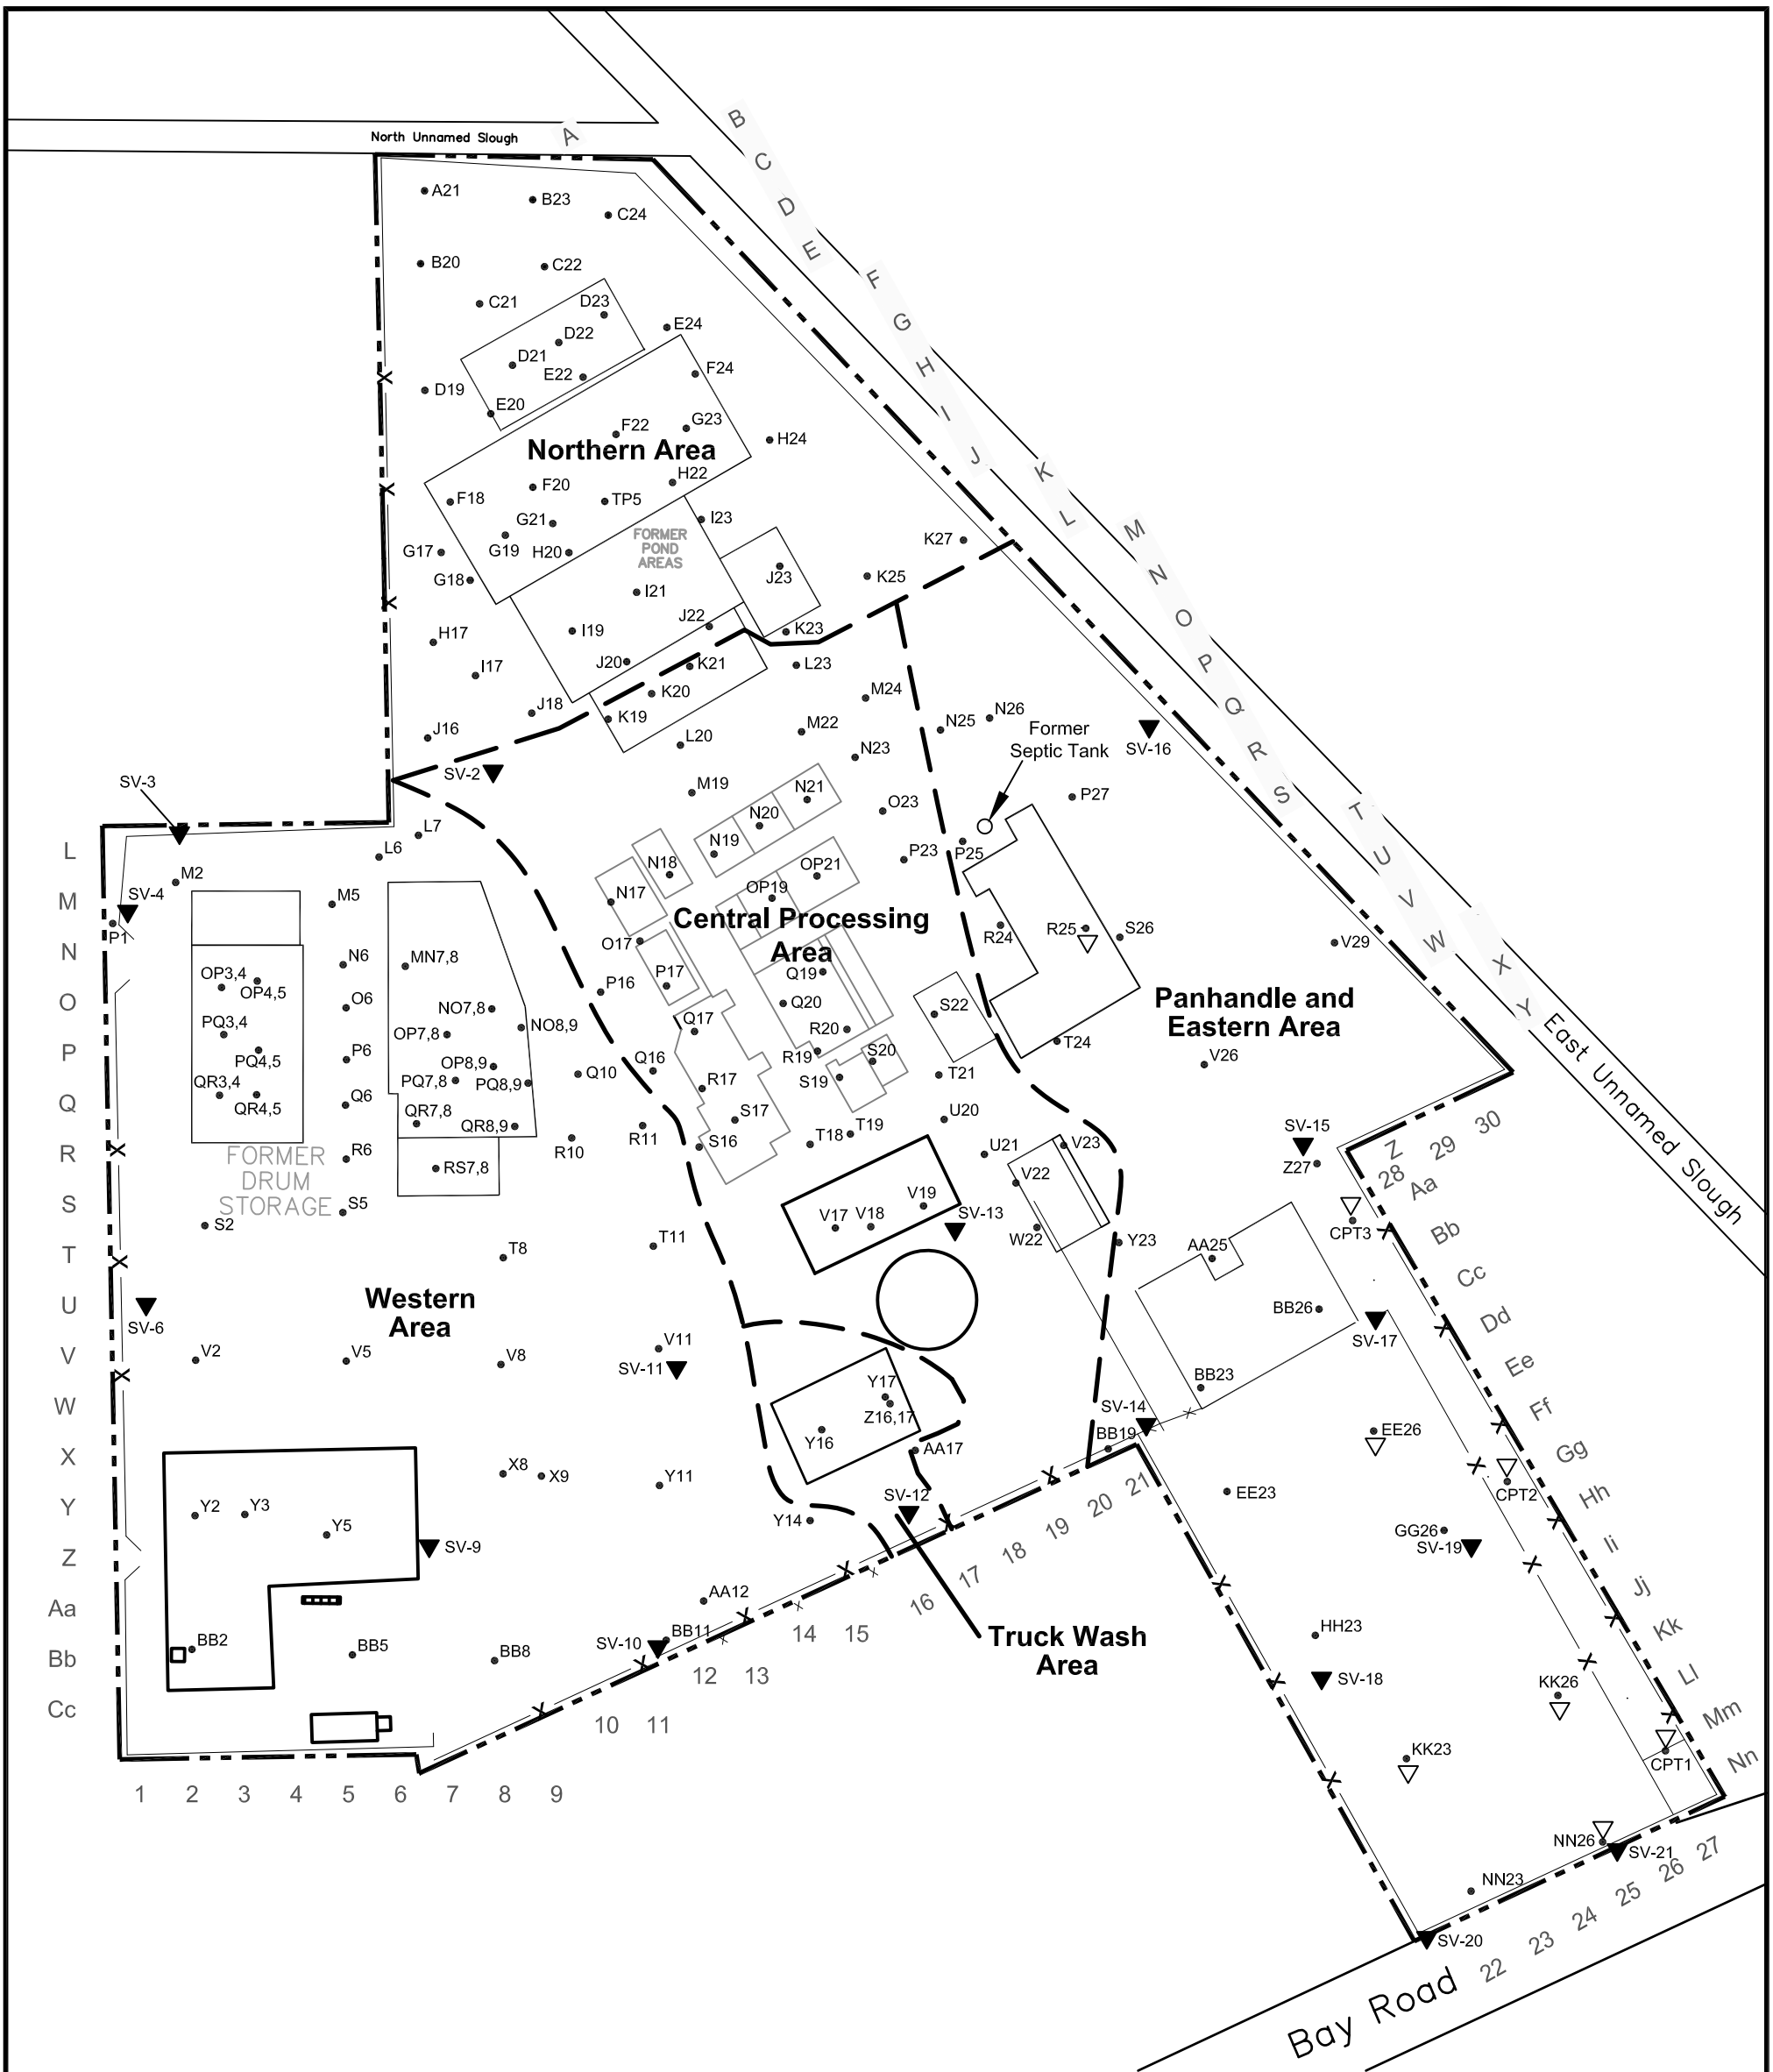 North Unnamed Slough
A
B
C
D
E
F
G
H
I
J
K
L
M
N
O
P
Q
R
S
T
U
V
W
X
Y
East Unnamed Slough
A21
B23
C24
B20
C22
C21
D23
D22
E24
D21
E22
F24
D19
E20
F22
G23
H24
Northern Area
H22
F20
F18
TP5
G21
I23
FORMER
POND
AREAS
G17
G19
H20
K27
G18
J23
K25
I21
J22
I19
K23
H17
J20
K21
L23
I17
K20
M24
J18
K19
N26
J16
L20
M22
N25
Former
Septic Tank
SV-16
N23
SV-2
SV-3
M19
N21
P27
O23
N20
L7
N19
P25
L
L6
P23
N18
OP21
M2
OP19
M
SV-4
M5
N17
Central Processing
Area
P1
R24
R25
S26
V29
O17
N
N6
MN7,8
Q19
OP3,4
OP4,5
P17
P16
O
O6
NO7,8
Q20
S22
Panhandle and
Eastern Area
PQ3,4
OP7,8
NO8,9
Q17
R20
T24
P
PQ4,5
P6
OP8,9
Q16
R19
S20
V26
QR3,4
PQ7,8
PQ8,9
Q10
R17
S19
T21
Q
QR4,5
Q6
QR7,8
QR8,9
S17
U20
R11
T18
T19
SV-15
Z
28
29
30
R
FORMER
DRUM
STORAGE
R6
R10
S16
U21
V23
Z27
RS7,8
V22
Aa
S
S2
S5
V17
V18
V19
SV-13
W22
Y23
CPT3
Bb
T
T8
T11
AA25
Cc
U
SV-6
Western
Area
BB26
SV-17
Dd
V
V2
V5
V8
V11
SV-11
Ee
Y17
BB23
W
Z16,17
SV-14
Ff
Y16
BB19
EE26
X
X8
X9
Y11
AA17
Gg
Y
Y2
Y3
Y5
Y14
SV-12
EE23
CPT2
Hh
21
20
19
18
17
16
Z
SV-9
GG26
SV-19
Ii
Aa
AA12
Jj
Bb
BB2
BB5
BB8
SV-10
BB11
14
15
Truck Wash
Area
HH23
Kk
12
13
SV-18
KK26
Ll
Cc
10
11
KK23
CPT1
Mm
Nn
1
2
3
4
5
6
7
8
9
NN26
SV-21
27
26
25
24
23
22
NN23
SV-20
Bay Road